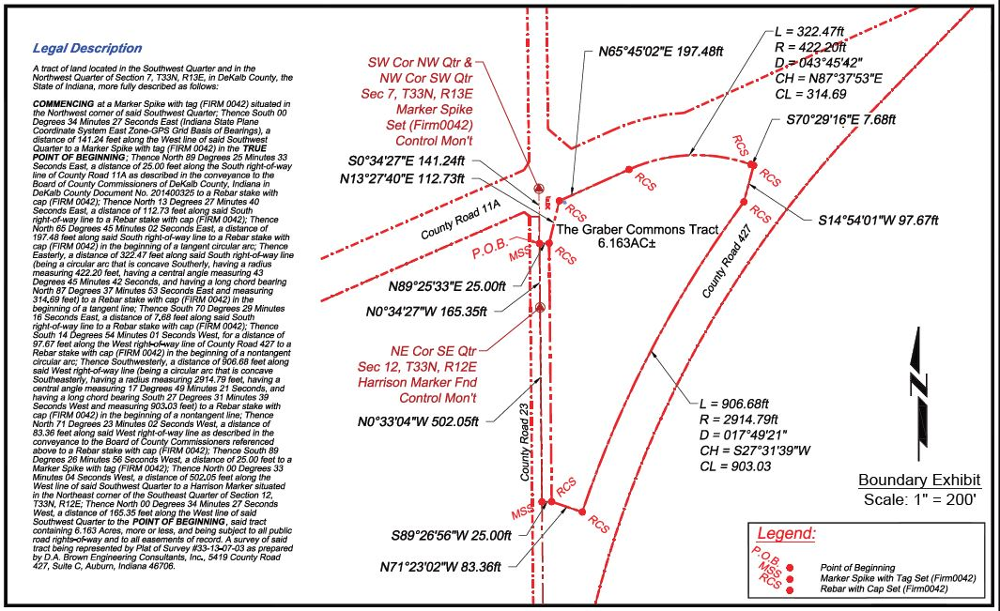 Legal Description
A tract of land located in the Southwest Quarter and in the
Northwest Quarter of Section 7, T33N, R13E, in DeKalb County, the
State of Indiana, more fully described as follows:
COMMENCING at a Marker Spike with tag (FIRM 0042) situated in
the Northwest corner of said Southwest Quarter; Thence South 00
Degrees 34 Minutes 27 Seconds East (Indiana State Plane
Coordinate System East Zone-GPS Grid Basis of Bearings), a
distance of 141.24 feet along the West line of said Southwest
Quarter to a Marker Spike with tag (FIRM 0042) in the TRUE
POINT OF BEGINNING; Thence North 89 Degrees 25 Minutes 33
Seconds East, a distance of 25.00 feet along the South right-of-way
line of County Road 11A as described in the conveyance to the
Board of County Commissioners of DeKalb County, Indiana in
DeKalb County Document No. 201400325 to a Rebar stake with
cap (FIRM 0042); Thence North 13 Degrees 27 Minutes 40
Seconds East, a distance of 112.73 feet along said South
right-of-way line to a Rebar stake with cap (FIRM 0042); Thence
North 65 Degrees 45 Minutes 02 Seconds East, a distance of
197.48 feet along said South right-of-way line to a Rebar stake with
cap (FIRM 0042) in the beginning of a tangent circular arc; Thence
Easterly, a distance of 322.47 feet along said South right-of-way line
(being a circular arc that is concave Southerly, having a radius
measuring 422.20 feet, having a central angle measuring 43
Degrees 45 Minutes 42 Seconds, and having a long chord bearing
North 87 Degrees 37 Minutes 53 Seconds East and measuring
314.69 feet) to a Rebar stake with cap (FIRM 0042) in the
beginning of a tangent line; Thence South 70 Degrees 29 Minutes
16 Seconds East, a distance of 7.68 feet along said South
right-of-way line to a Rebar stake with cap (FIRM 0042); Thence
South 14 Degrees 54 Minutes 01 Seconds West, for a distance of
97.67 feet along the West right-of-way line of County Road 427 to a
Rebar stake with cap (FIRM 0042) in the beginning of a nontangent
circular arc; Thence Southwesterly, a distance of 906.68 feet along
said West right-of-way line (being a circular arc that is concave
Southeasterly, having a radius measuring 2914.79 feet, having a
central angle measuring 17 Degrees 49 Minutes 21 Seconds, and
having a long chord bearing South 27 Degrees 31 Minutes 39
Seconds West and measuring 903.03 feet) to a Rebar stake with
cap (FIRM 0042) in the beginning of a nontangent line; Thence
North 71 Degrees 23 Minutes 02 Seconds West, a distance of
83.36 feet along said West right-of-way line as described in the
conveyance to the Board of County Commissioners referenced
above to a Rebar stake with cap (FIRM 0042); Thence South 89
Degrees 26 Minutes 56 Seconds West, a distance of 25.00 feet to a
Marker Spike with tag (FIRM 0042); Thence North 00 Degrees 33
Minutes 04 Seconds West, a distance of 502.05 feet along the
West line of said Southwest Quarter to a Harrison Marker situated
in the Northeast corner of the Southeast Quarter of Section 12,
T33N, R12E; Thence North 00 Degrees 34 Minutes 27 Seconds
West, a distance of 165.35 feet along the West line of said
Southwest Quarter to the POINT OF BEGINNING, said tract
containing 6.163 Acres, more or less, and being subject to all public
road rights-of-way and to all easements of record. A survey of said
tract being represented by Plat of Survey #33-13-07-03 as prepared
by D.A. Brown Engineering Consultants, Inc., 5419 County Road
427, Suite C, Auburn, Indiana 46706.
SW Cor NW Qtr &
NW Cor SW Qtr
Sec 7, T33N, R13E
Marker Spike
Set (Firm0042)
Control Mon't
S0°34'27"E 141.24ft
N13°27'40"E 112.73ft
N65°45'02"E 197.48ft
L = 322.47ft
R = 422.20ft
D = 043°45'42"
CH = N87°37'53"E
CL = 314.69
S70°29'16"E 7.68ft
RCS
RCS
RCS
RCS
S14°54'01"W 97.67ft
County Road 11A
The Graber Commons Tract
6.163AC±
P.O.B.
MSS
RCS
County Road 427
N89°25'33"E 25.00ft
N0°34'27"W 165.35ft
NE Cor SE Qtr
Sec 12, T33N, R12E
Harrison Marker Fnd
Control Mon't
N0°33'04"W 502.05ft
County Road 23
L = 906.68ft
R = 2914.79ft
D = 017°49'21"
CH = S27°31'39"W
CL = 903.03
MSS
RCS
RCS
S89°26'56"W 25.00ft
N71°23'02"W 83.36ft
Boundary Exhibit
Scale: 1" = 200'
Legend:
P.O.B. Point of Beginning
MSS Marker Spike with Tag Set (Firm0042)
RCS Rebar with Cap Set (Firm0042)